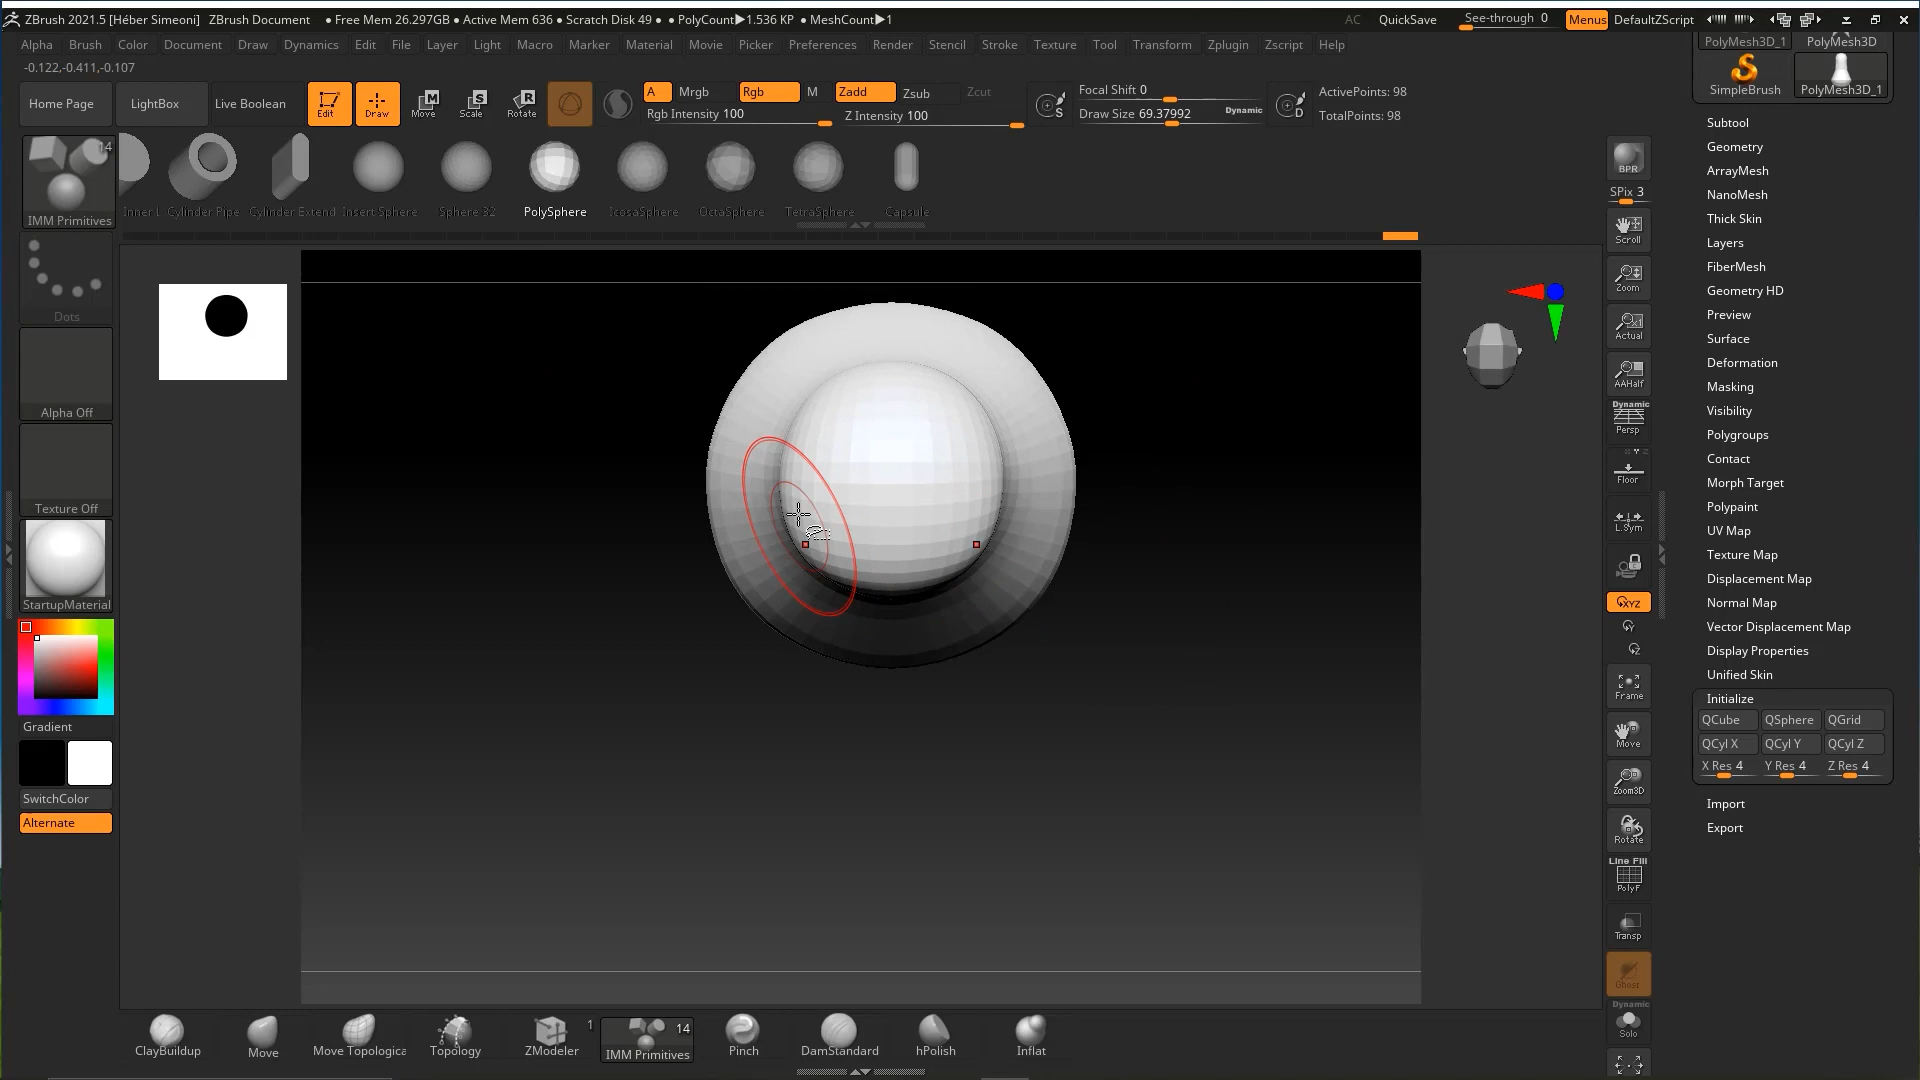 ZBrush 2021.5 [Héber Simeoni] ZBrush Document • Free Mem 26.297GB • Active Mem 636 • Scratch Disk 49 • PolyCount▶1.536 KP • MeshCount▶1 AC QuickSave See-through 0 Menus DefaultZScript
Alpha Brush Color Document Draw Dynamics Edit File Layer Light Macro Marker Material Movie Picker Preferences Render Stencil Stroke Texture Tool Transform Zplugin Zscript Help
PolyMesh3D_1 PolyMesh3D
-0.122,-0.411,-0.107
SimpleBrush PolyMesh3D_1
Home Page LightBox Live Boolean Edit Draw Move Scale Rotate
A Mrgb Rgb M Zadd Zsub Zcut
Rgb Intensity 100 Z Intensity 100
Focal Shift 0
Draw Size 69.37992 Dynamic
ActivePoints: 98
TotalPoints: 98
14
IMM Primitives
Cylinder Pipe Cylinder Extend Insert Sphere Sphere 32 PolySphere IcosaSphere OctaSphere TetraSphere Capsule
Dots
Alpha Off
Texture Off
StartupMaterial
Gradient
SwitchColor
Alternate
BPR
SPix 3
Scroll
Zoom
Actual
AAHalf
Dynamic
Persp
Floor
L.Sym
XYZ
Y
Z
Frame
Move
Zoom3D
Rotate
Line Fill
PolyF
Transp
Ghost
Dynamic
Solo
Subtool
Geometry
ArrayMesh
NanoMesh
Thick Skin
Layers
FiberMesh
Geometry HD
Preview
Surface
Deformation
Masking
Visibility
Polygroups
Contact
Morph Target
Polypaint
UV Map
Texture Map
Displacement Map
Normal Map
Vector Displacement Map
Display Properties
Unified Skin
Initialize
QCube QSphere QGrid
QCyl X QCyl Y QCyl Z
X Res 4 Y Res 4 Z Res 4
Import
Export
ClayBuildup Move Move Topologica Topology ZModeler 1 IMM Primitives 14 Pinch DamStandard hPolish Inflat